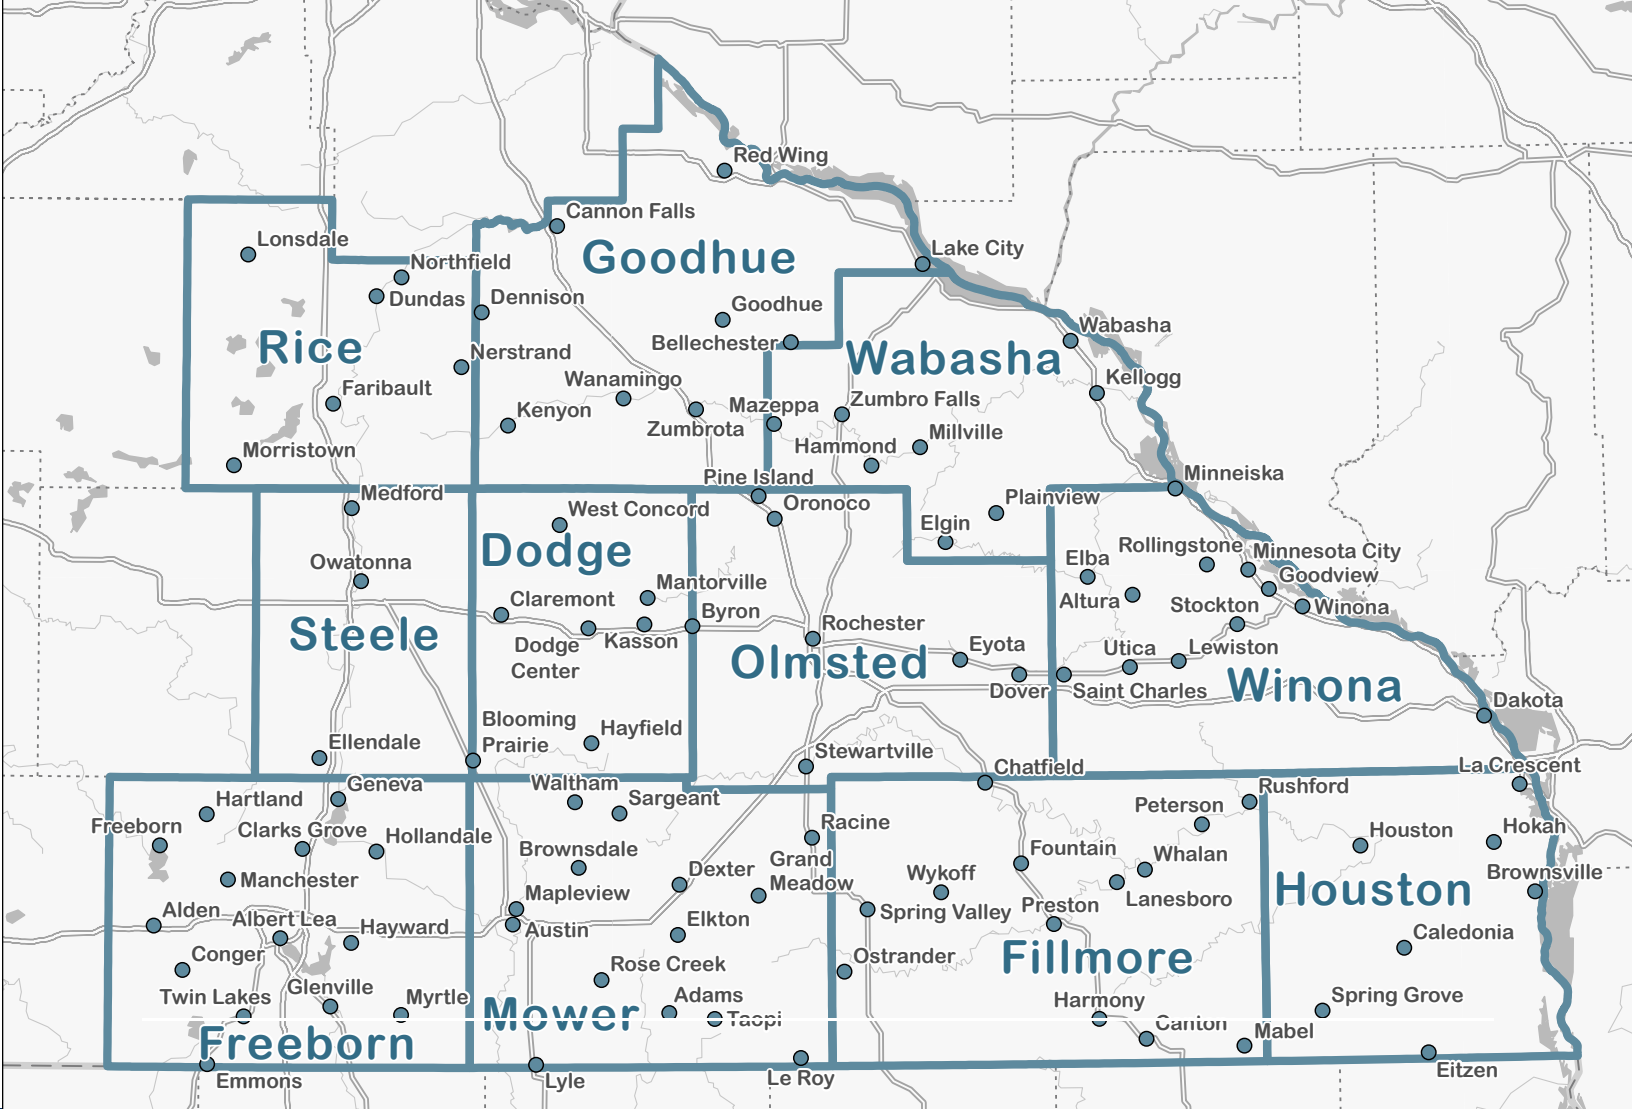 Red Wing
Cannon Falls
Lonsdale
Goodhue
Lake City
Northfield
Dundas
Dennison
Goodhue
Wabasha
Rice
Bellechester
Wabasha
Nerstrand
Kellogg
Faribault
Wanamingo
Zumbro Falls
Kenyon
Mazeppa
Zumbrota
Millville
Hammond
Morristown
Minneiska
Pine Island
Medford
Plainview
Oronoco
West Concord
Elgin
Dodge
Rollingstone
Minnesota City
Elba
Owatonna
Goodview
Mantorville
Claremont
Altura
Stockton
Winona
Byron
Steele
Rochester
Kasson
Dodge
Center
Eyota
Utica
Lewiston
Olmsted
Dover
Saint Charles
Winona
Dakota
Blooming
Prairie
Hayfield
Ellendale
Stewartville
Chatfield
La Crescent
Geneva
Waltham
Rushford
Hartland
Sargeant
Peterson
Freeborn
Clarks Grove
Hollandale
Racine
Houston
Hokah
Brownsdale
Fountain
Whalan
Grand
Meadow
Dexter
Wykoff
Brownsville
Manchester
Mapleview
Houston
Lanesboro
Alden
Albert Lea
Hayward
Austin
Elkton
Spring Valley
Preston
Caledonia
Conger
Rose Creek
Ostrander
Fillmore
Glenville
Twin Lakes
Myrtle
Adams
Harmony
Spring Grove
Mower
Taopi
Canton
Mabel
Freeborn
Emmons
Lyle
Le Roy
Eitzen